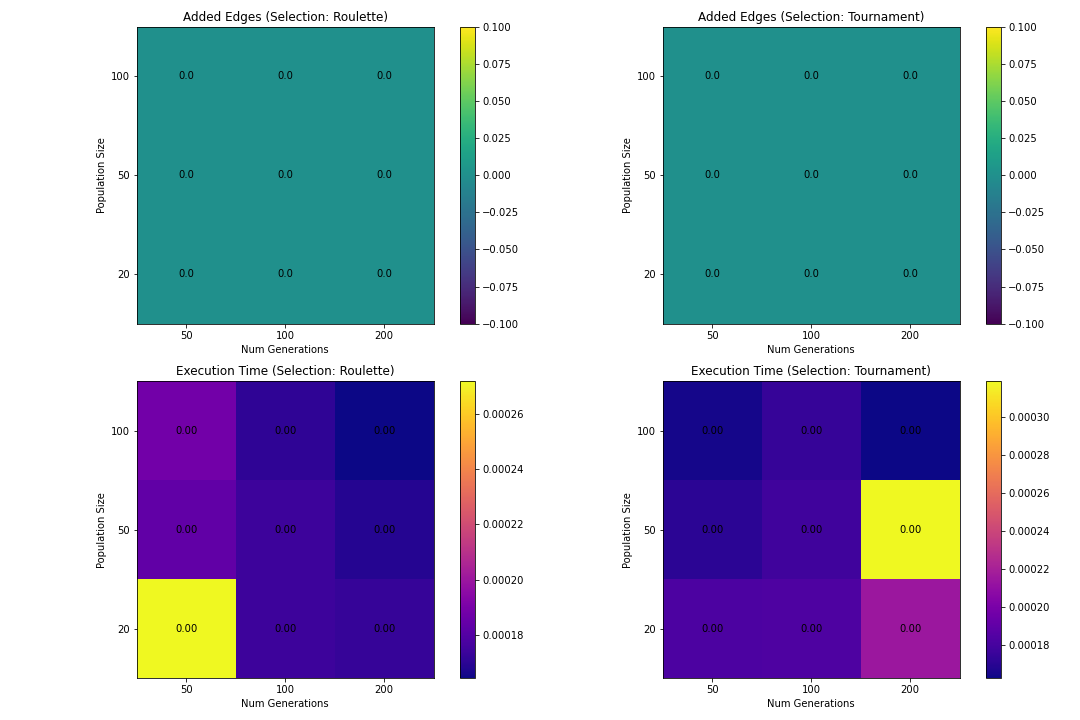 Added Edges (Selection: Roulette)
Population Size
100
50
20
0.0 0.0 0.0
0.0 0.0 0.0
0.0 0.0 0.0
50 100 200
Num Generations
0.100
0.075
0.050
0.025
0.000
−0.025
−0.050
−0.075
−0.100
Added Edges (Selection: Tournament)
Population Size
100
50
20
0.0 0.0 0.0
0.0 0.0 0.0
0.0 0.0 0.0
50 100 200
Num Generations
0.100
0.075
0.050
0.025
0.000
−0.025
−0.050
−0.075
−0.100
Execution Time (Selection: Roulette)
Population Size
100
50
20
0.00 0.00 0.00
0.00 0.00 0.00
0.00 0.00 0.00
50 100 200
Num Generations
0.00026
0.00024
0.00022
0.00020
0.00018
Execution Time (Selection: Tournament)
Population Size
100
50
20
0.00 0.00 0.00
0.00 0.00 0.00
0.00 0.00 0.00
50 100 200
Num Generations
0.00030
0.00028
0.00026
0.00024
0.00022
0.00020
0.00018